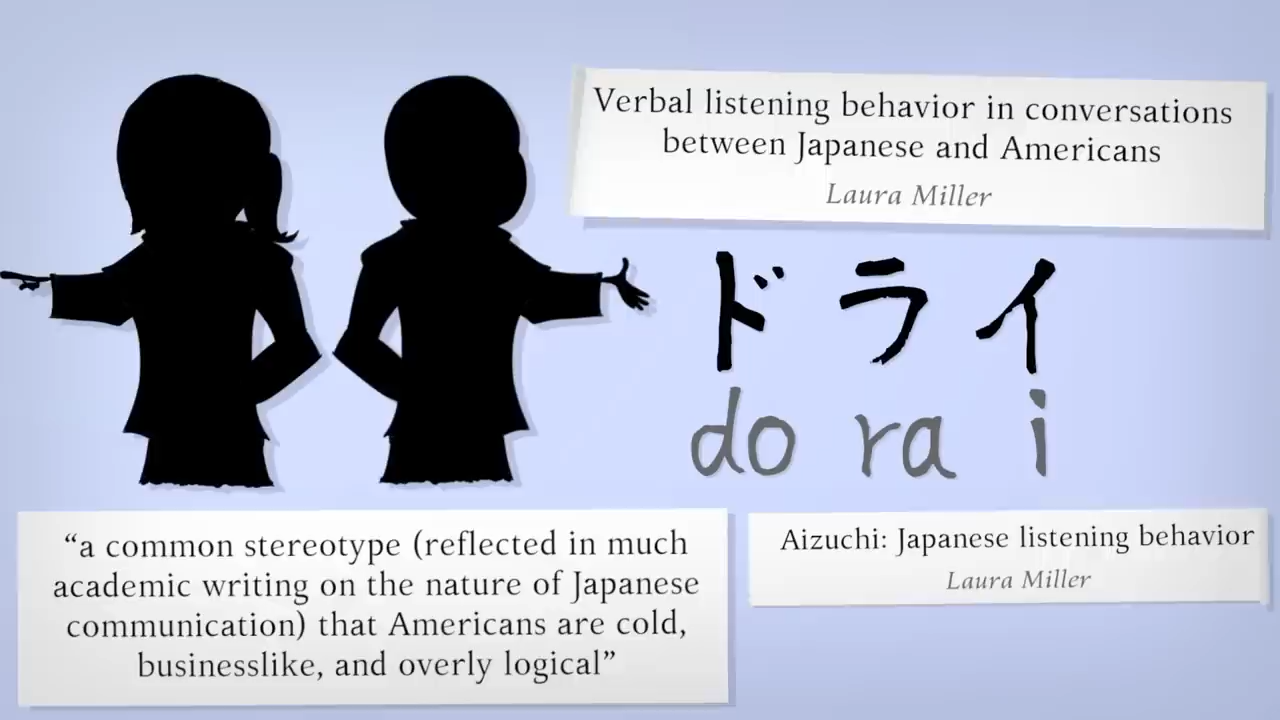 Verbal listening behavior in conversations
between Japanese and Americans
Laura Miller
ドライ
do ra i
“a common stereotype (reflected in much
academic writing on the nature of Japanese
communication) that Americans are cold,
businesslike, and overly logical”
Aizuchi: Japanese listening behavior
Laura Miller